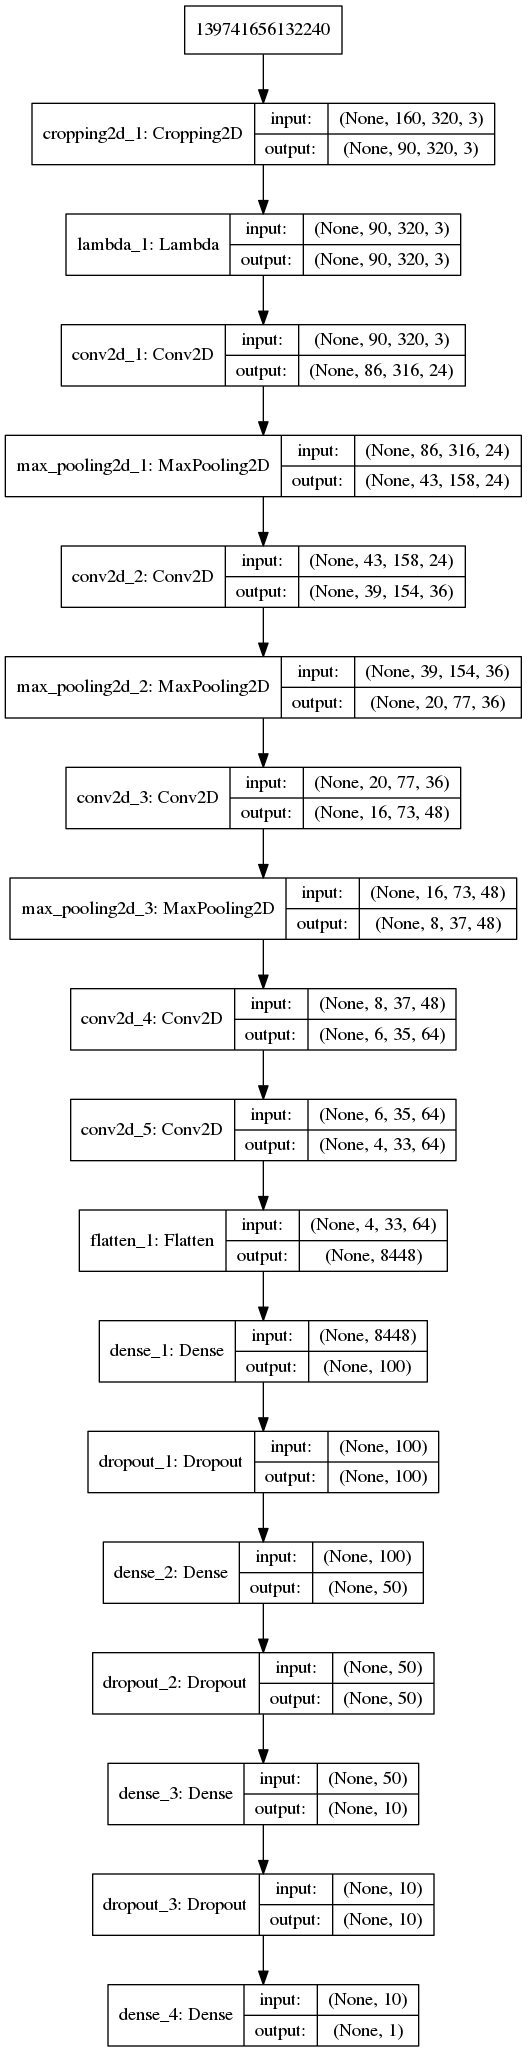 139741656132240
cropping2d_1: Cropping2D
input: (None, 160, 320, 3)
output: (None, 90, 320, 3)
lambda_1: Lambda
input: (None, 90, 320, 3)
output: (None, 90, 320, 3)
conv2d_1: Conv2D
input: (None, 90, 320, 3)
output: (None, 86, 316, 24)
max_pooling2d_1: MaxPooling2D
input: (None, 86, 316, 24)
output: (None, 43, 158, 24)
conv2d_2: Conv2D
input: (None, 43, 158, 24)
output: (None, 39, 154, 36)
max_pooling2d_2: MaxPooling2D
input: (None, 39, 154, 36)
output: (None, 20, 77, 36)
conv2d_3: Conv2D
input: (None, 20, 77, 36)
output: (None, 16, 73, 48)
max_pooling2d_3: MaxPooling2D
input: (None, 16, 73, 48)
output: (None, 8, 37, 48)
conv2d_4: Conv2D
input: (None, 8, 37, 48)
output: (None, 6, 35, 64)
conv2d_5: Conv2D
input: (None, 6, 35, 64)
output: (None, 4, 33, 64)
flatten_1: Flatten
input: (None, 4, 33, 64)
output: (None, 8448)
dense_1: Dense
input: (None, 8448)
output: (None, 100)
dropout_1: Dropout
input: (None, 100)
output: (None, 100)
dense_2: Dense
input: (None, 100)
output: (None, 50)
dropout_2: Dropout
input: (None, 50)
output: (None, 50)
dense_3: Dense
input: (None, 50)
output: (None, 10)
dropout_3: Dropout
input: (None, 10)
output: (None, 10)
dense_4: Dense
input: (None, 10)
output: (None, 1)